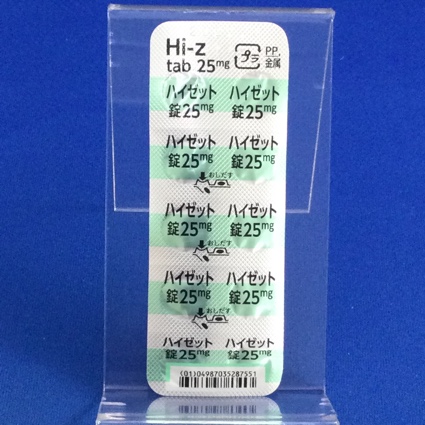 Hi-z
tab 25mg
プラ
PP,
金属
ハイゼット ハイゼット
錠25mg 錠25mg
ハイゼット ハイゼット
錠25mg 錠25mg
おしだす
ハイゼット ハイゼット
錠25mg 錠25mg
おしだす
ハイゼット ハイゼット
錠25mg 錠25mg
おしだす
ハイゼット ハイゼット
錠25mg 錠25mg
(01)04987035287551